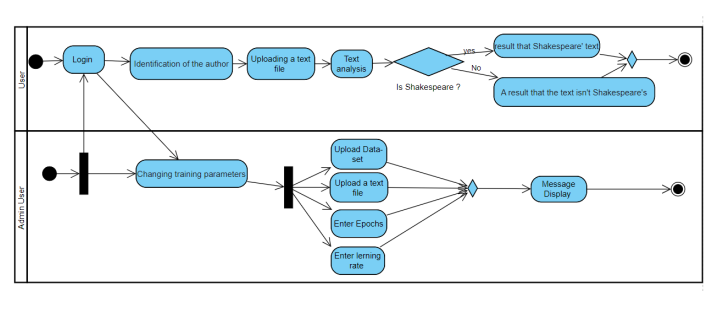 User
Login
Identification of the author
Uploading a text
file
Text
analysis
Is Shakespeare ?
yes
No
result that Shakespeare' text
A result that the text isn't Shakespeare's
Admin User
Changing training parameters
Upload Data-
set
Upload a text
file
Enter Epochs
Enter lerning
rate
Message
Display